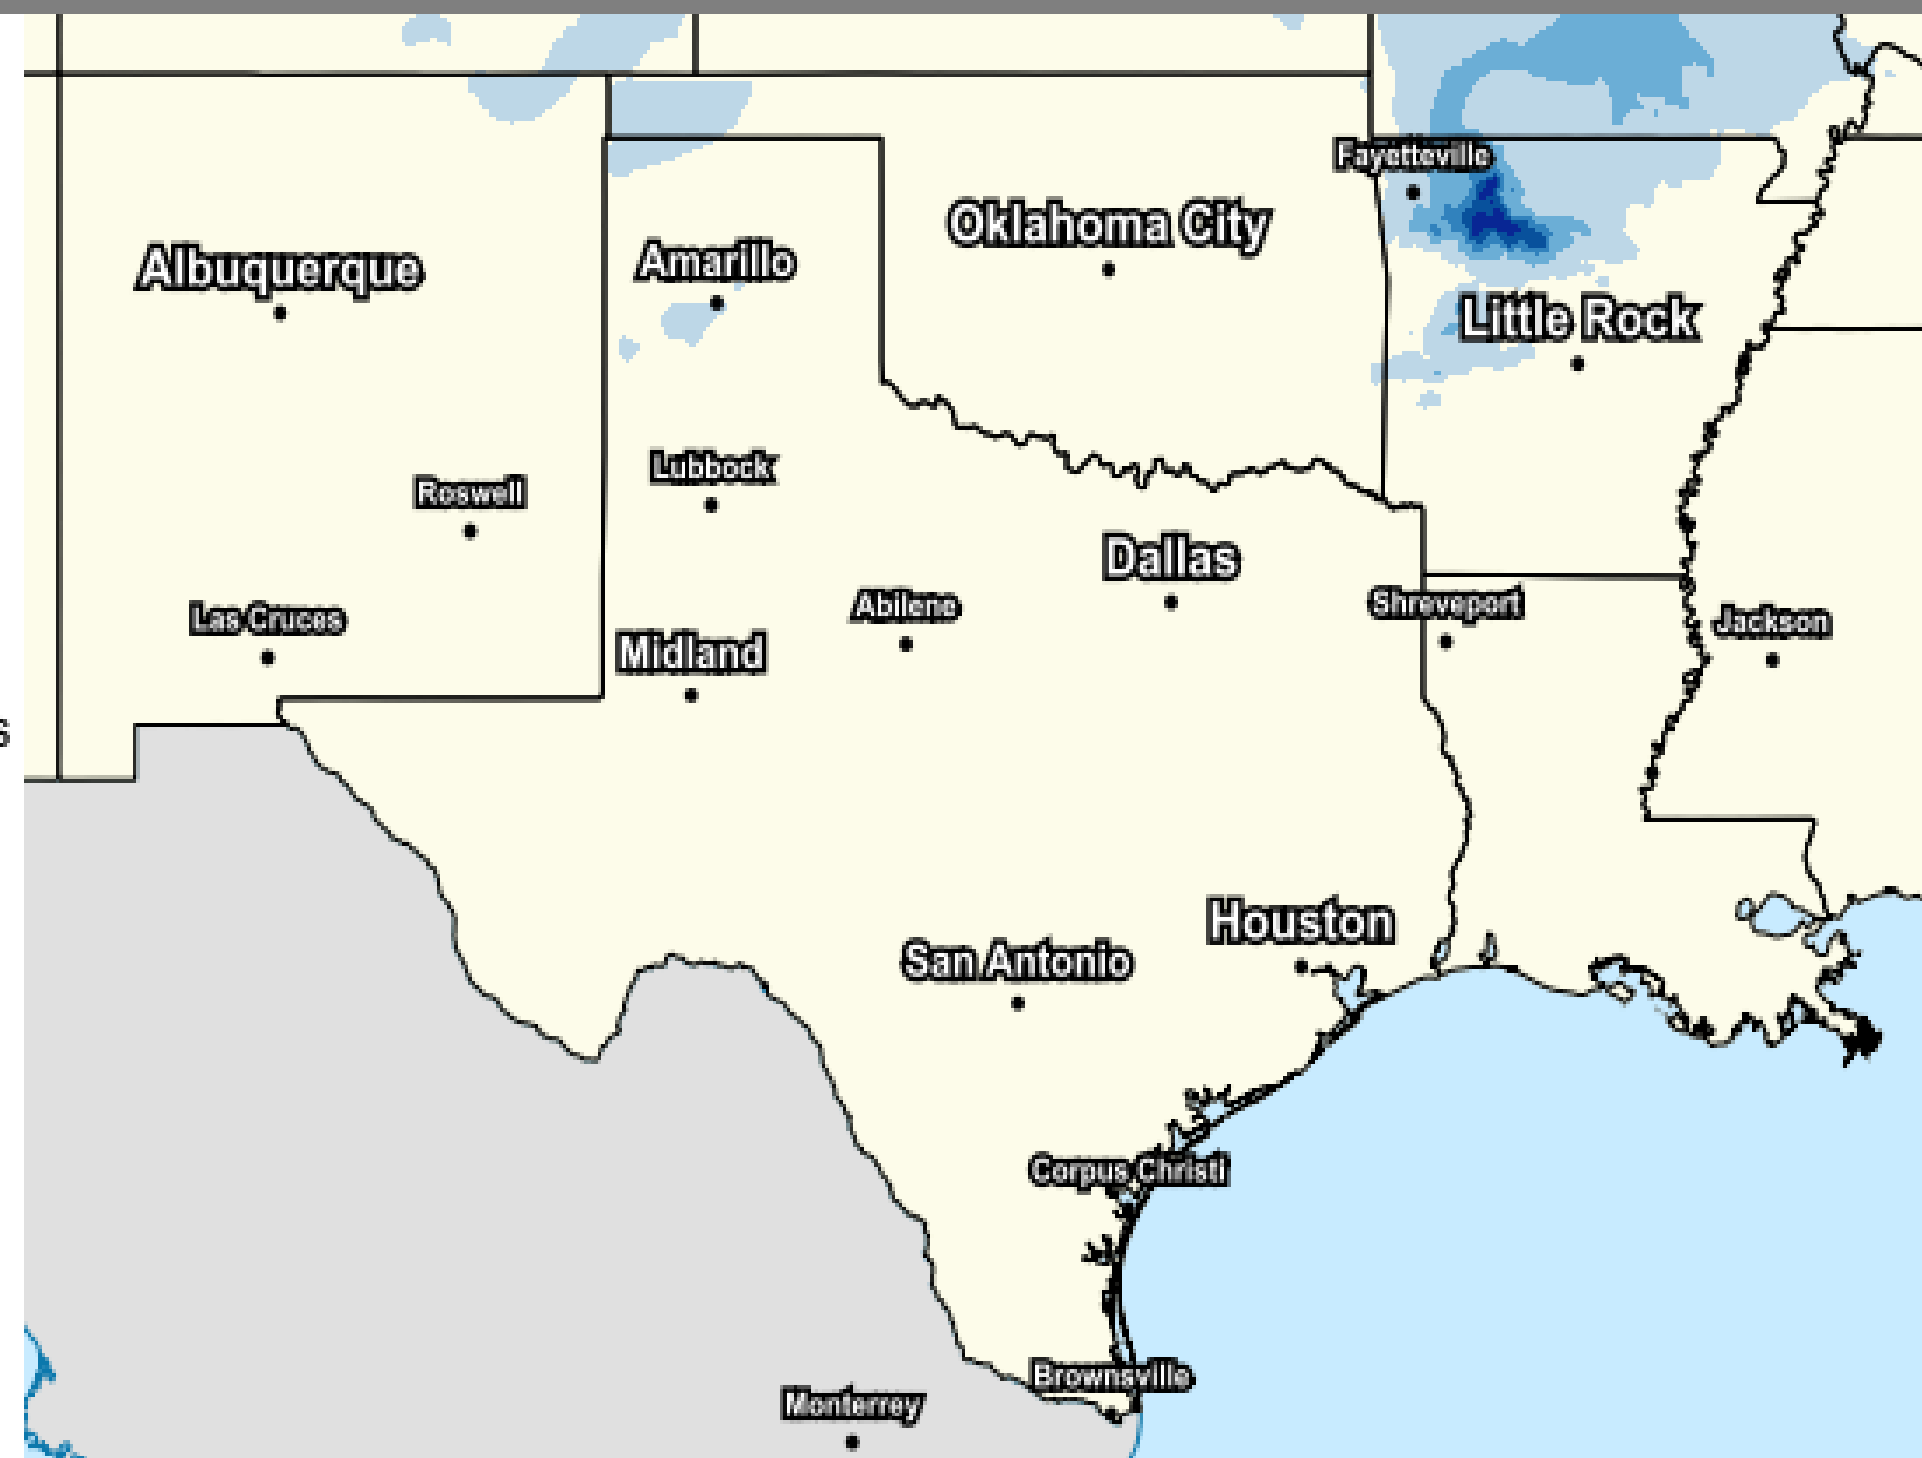 Fayetteville
Oklahoma City
Albuquerque
Amarillo
Little Rock
Lubbock
Roswell
Dallas
Abilene
Shreveport
Las Cruces
Jackson
Midland
s
Houston
San Antonio
Corpus Christi
Brownsville
Monterrey